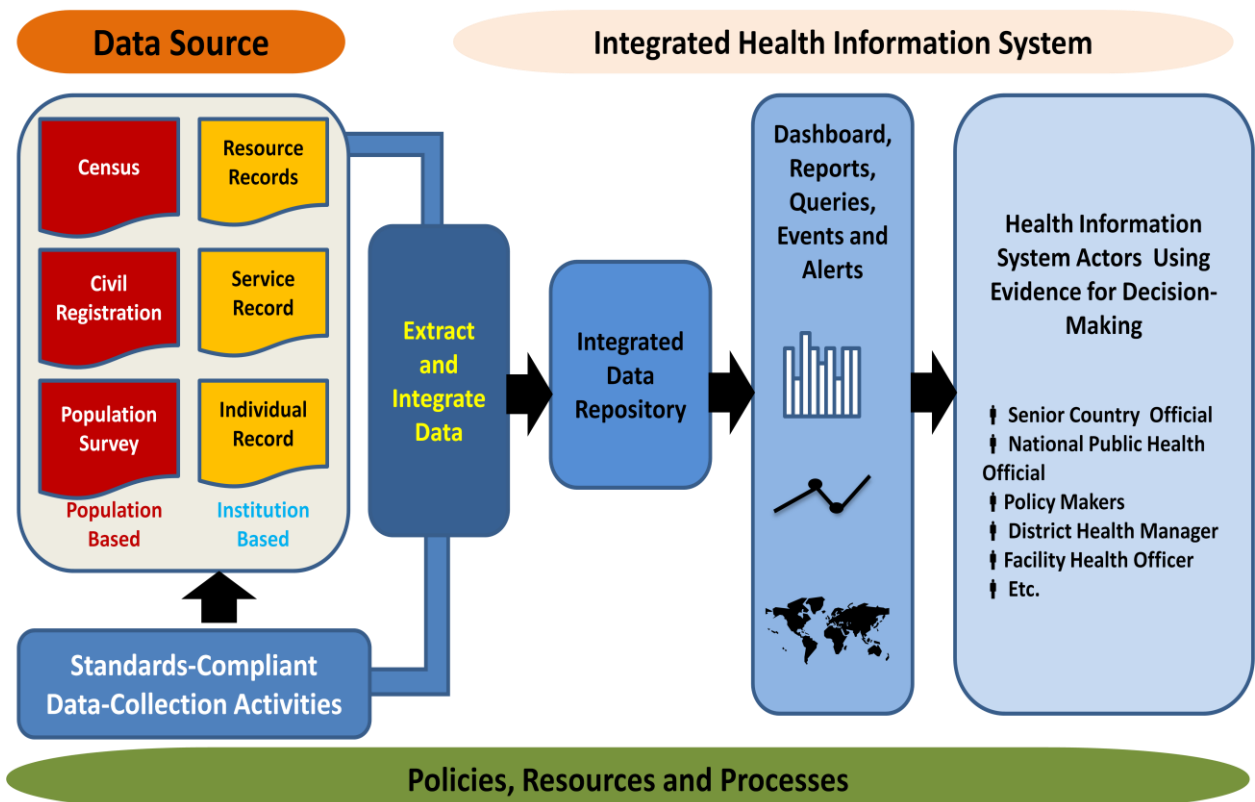 Data Source
Integrated Health Information System
Census
Civil
Registration
Population
Survey
Population
Based
Resource
Records
Service
Record
Individual
Record
Institution
Based
Standards-Compliant
Data-Collection Activities
Extract
and
Integrate
Data
Integrated
Data
Repository
Dashboard,
Reports,
Queries,
Events and
Alerts
Health Information
System Actors Using
Evidence for Decision-
Making
Senior Country Official
National Public Health
Official
Policy Makers
District Health Manager
Facility Health Officer
Etc.
Policies, Resources and Processes